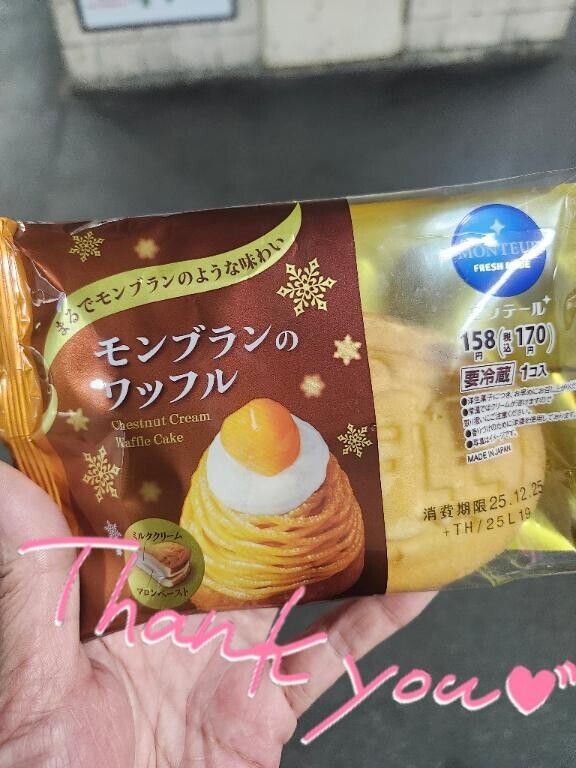 まるでモンブランのような味わい
モンブランの
ワッフル
Chestnut Cream
Waffle Cake
ミルククリーム
マロンペースト
MONTEUR
FRESH MADE
モンテール
158円(税込170円)
要冷蔵 1コ入
MADE IN JAPAN
消費期限25.12.25
+TH/25L19
Thank you